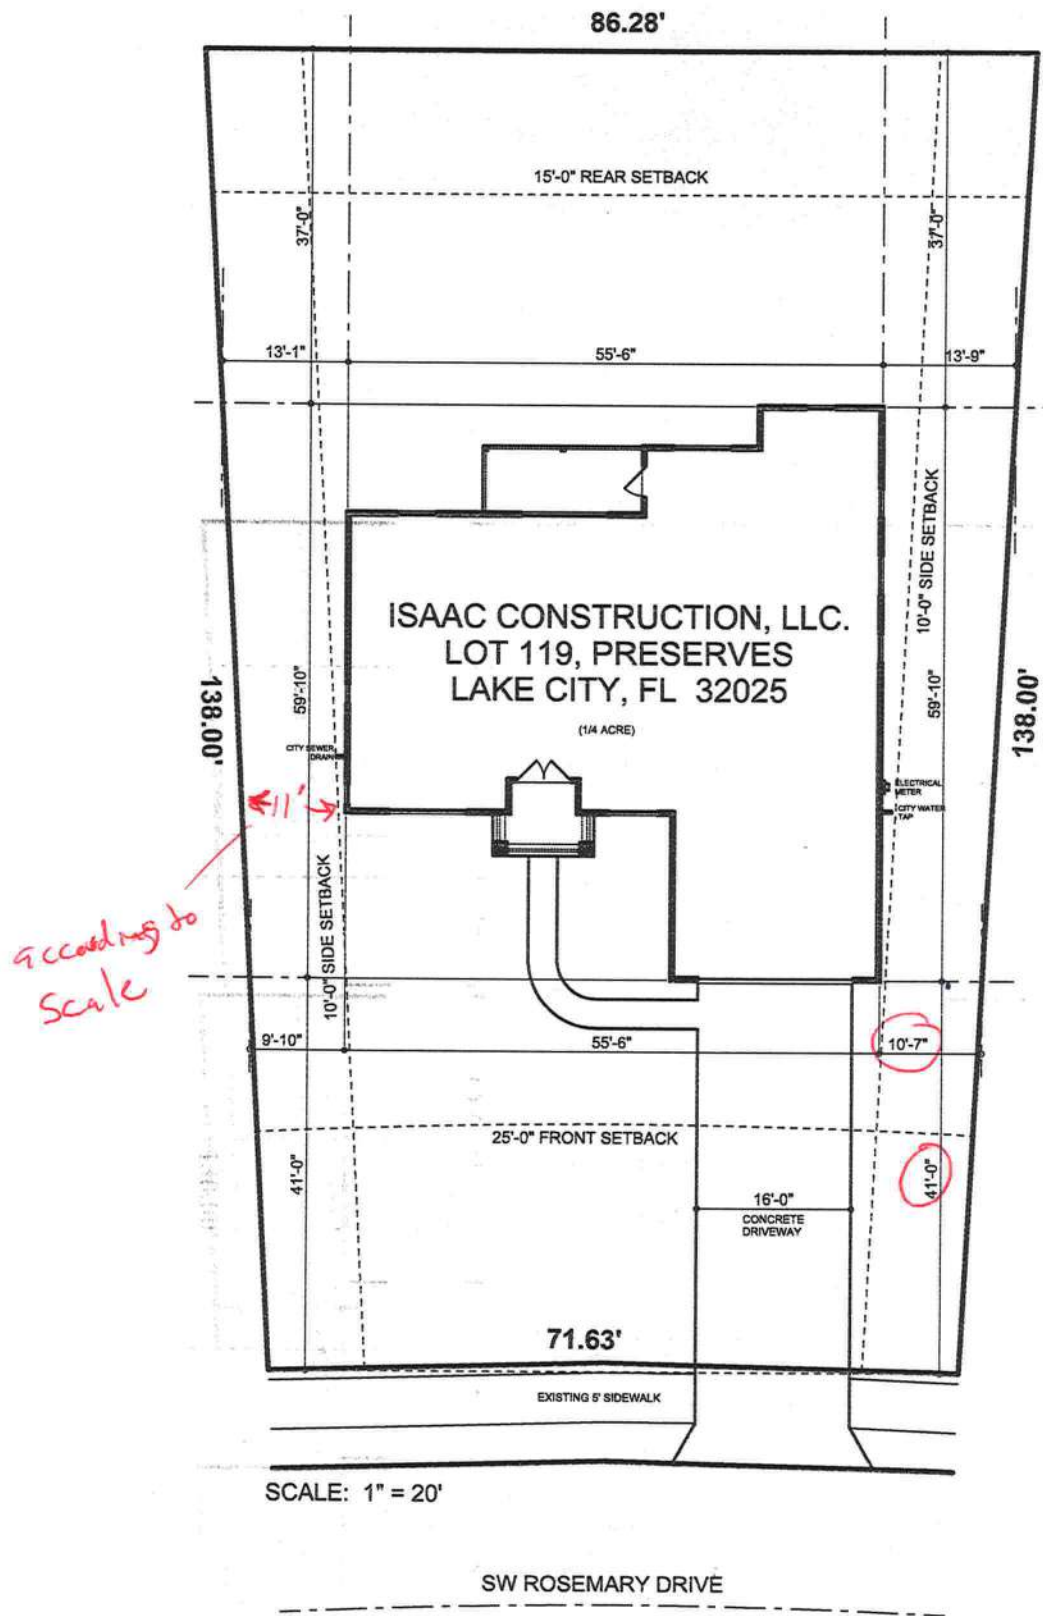 86.28'
15'-0" REAR SETBACK
37'-0"
37'-0"
13'-1"
55'-6"
13'-9"
10'-0" SIDE SETBACK
ISAAC CONSTRUCTION, LLC.
LOT 119, PRESERVES
LAKE CITY, FL 32025
(1/4 ACRE)
138.00'
59'-10"
59'-10"
138.00'
CITY SEWER
DRAIN
ELECTRICAL
METER
CITY WATER
TAP
11'
according to
Scale
10'-0" SIDE SETBACK
9'-10"
55'-6"
10'-7"
25'-0" FRONT SETBACK
41'-0"
41'-0"
16'-0"
CONCRETE
DRIVEWAY
71.63'
EXISTING 5' SIDEWALK
SCALE: 1" = 20'
SW ROSEMARY DRIVE